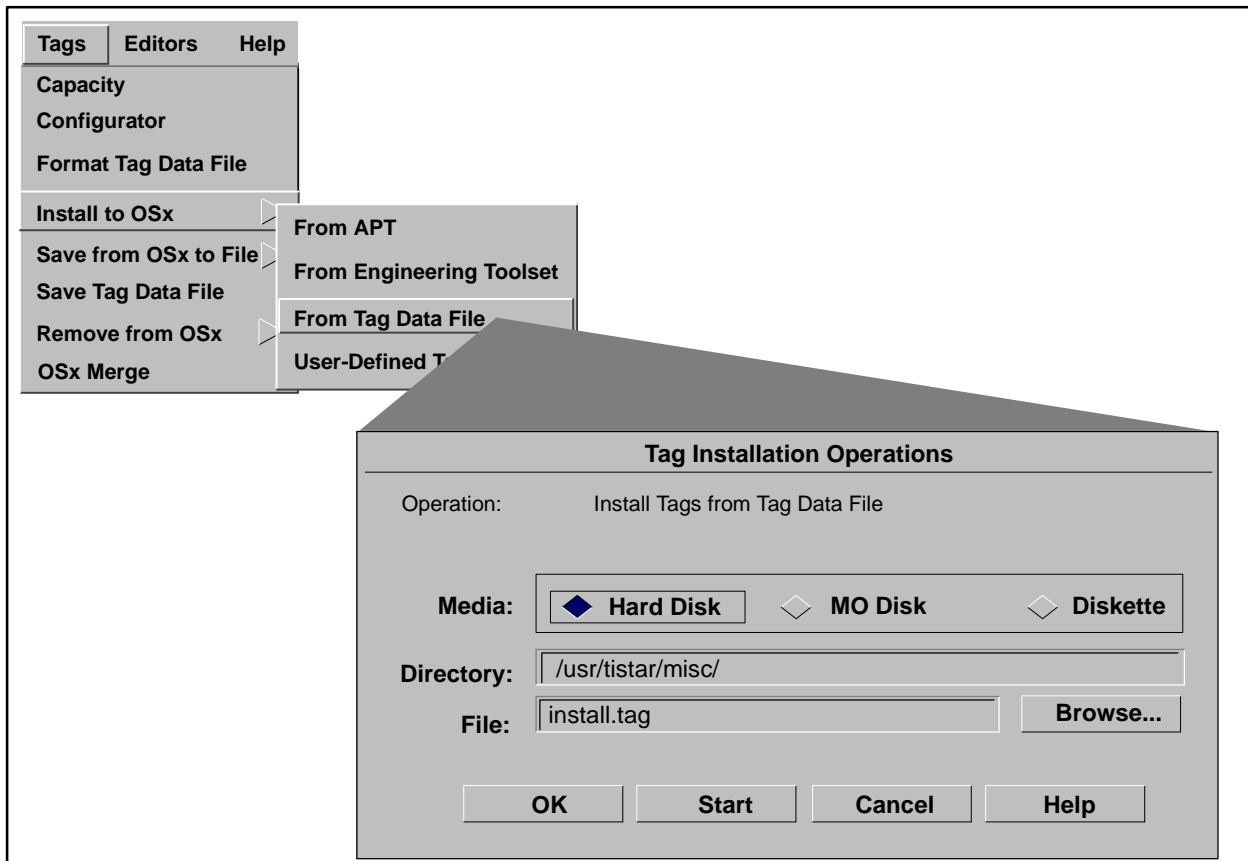 Tags Editors Help
Capacity
Configurator
Format Tag Data File
Install to OSx
Save from OSx to File
Save Tag Data File
Remove from OSx
OSx Merge
From APT
From Engineering Toolset
From Tag Data File
User-Defined
Tag Installation Operations
Operation: Install Tags from Tag Data File
Media: Hard Disk MO Disk Diskette
Directory: /usr/tistar/misc/
File: install.tag Browse...
OK Start Cancel Help